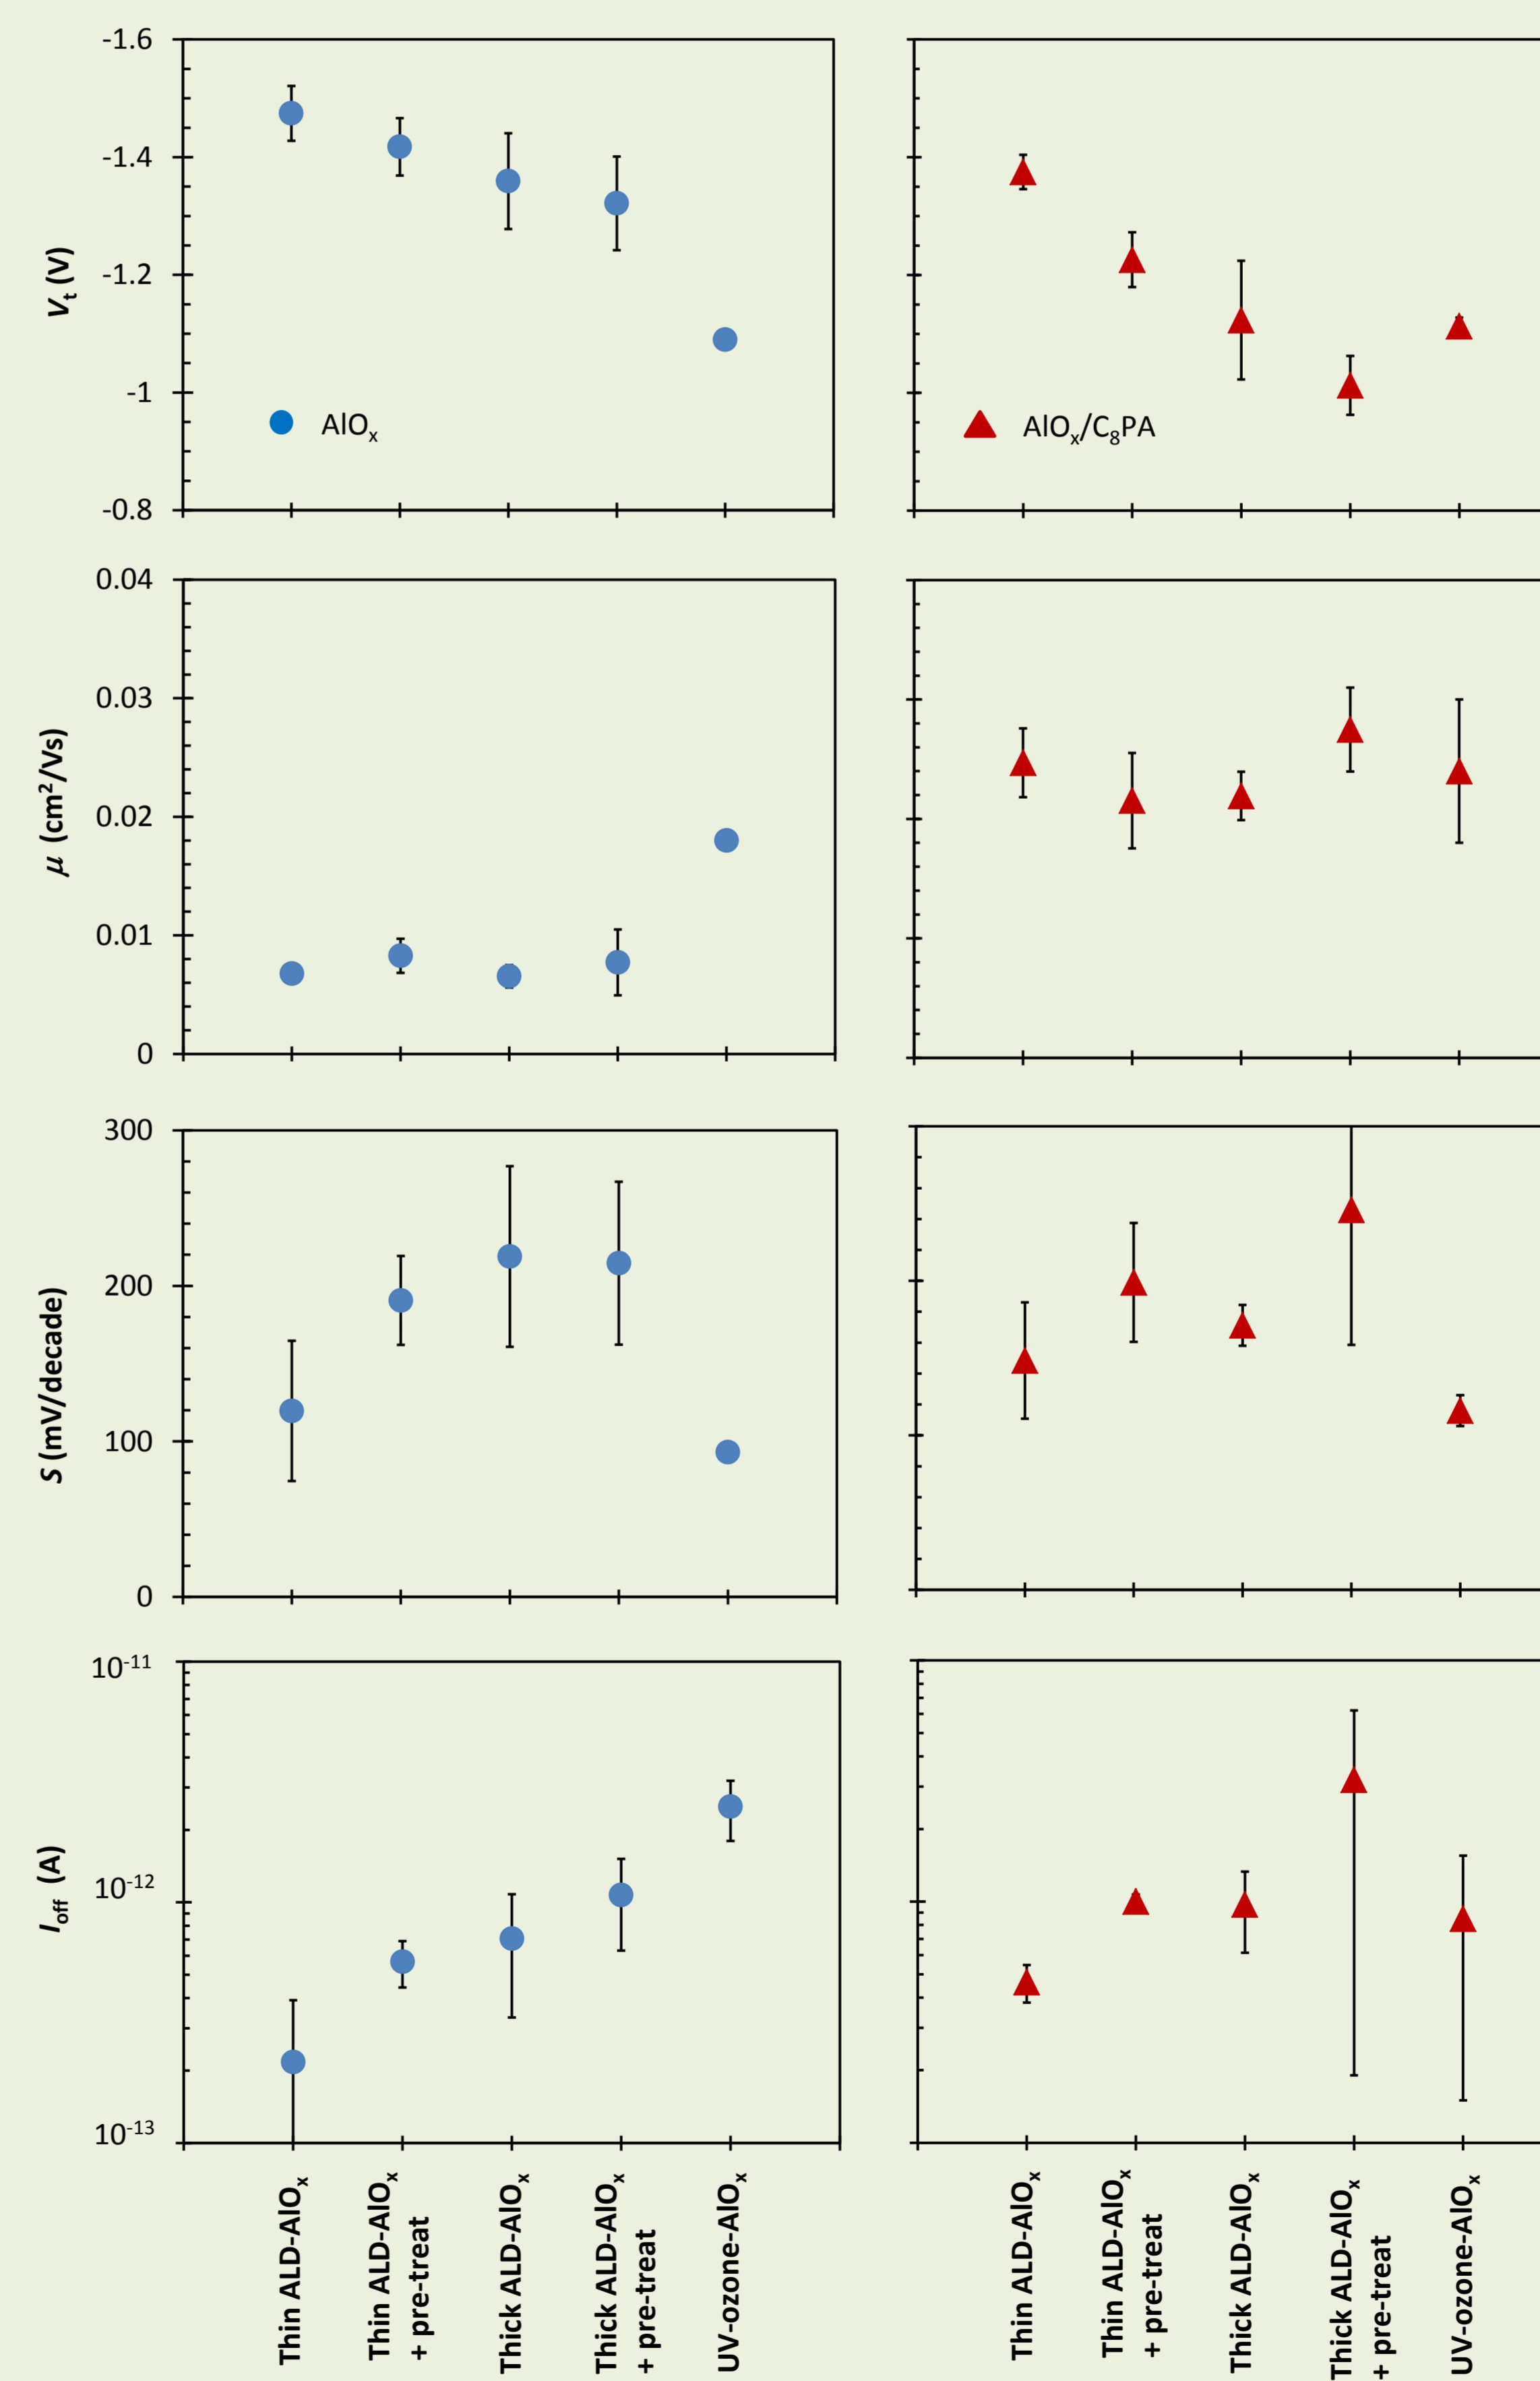 -1.6
-1.4
-1.2
-1
-0.8
Vt (V)
AlOx
AlOx/C8PA
0.04
0.03
0.02
0.01
0
μ (cm2/Vs)
300
200
100
0
S (mV/decade)
10-11
10-12
10-13
Ioff (A)
Thin ALD-AlOx
Thin ALD-AlOx
+ pre-treat
Thick ALD-AlOx
Thick ALD-AlOx
+ pre-treat
UV-ozone-AlOx
Thin ALD-AlOx
Thin ALD-AlOx
+ pre-treat
Thick ALD-AlOx
Thick ALD-AlOx
+ pre-treat
UV-ozone-AlOx